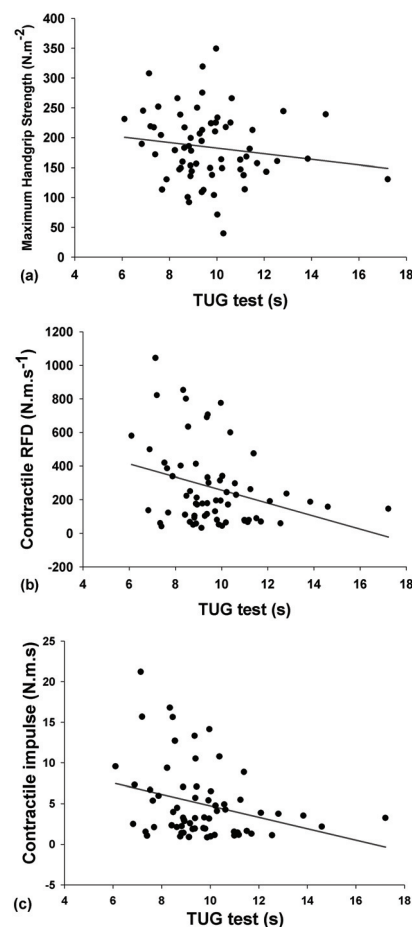 Maximum Handgrip Strength (N.m-2)
400
350
300
250
200
150
100
50
0
4 6 8 10 12 14 16 18
(a)
TUG test (s)
Contractile RFD (N.m.s-1)
1200
1000
800
600
400
200
0
-200
4 6 8 10 12 14 16 18
(b)
TUG test (s)
Contractile impulse (N.m.s)
25
20
15
10
5
0
-5
4 6 8 10 12 14 16 18
(c)
TUG test (s)